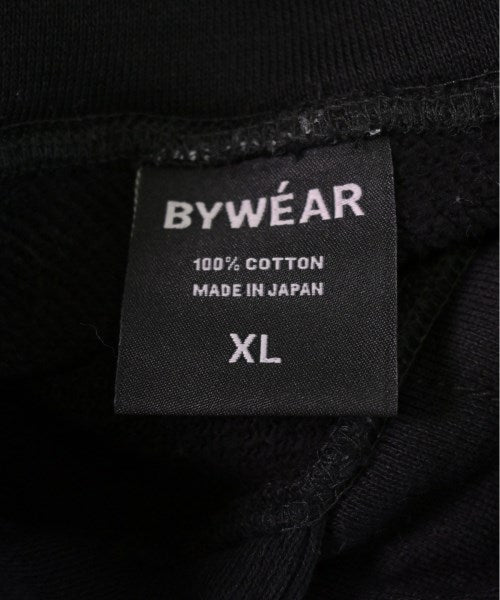 BYWÉAR
100% COTTON
MADE IN JAPAN
XL